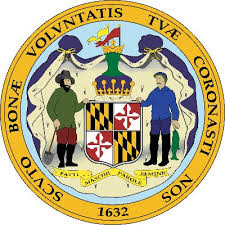 SCVTO BONÆ VOLVNTATIS TVÆ CORONASTI NOS
FATTI MASCHII PAROLE FEMINE
1632